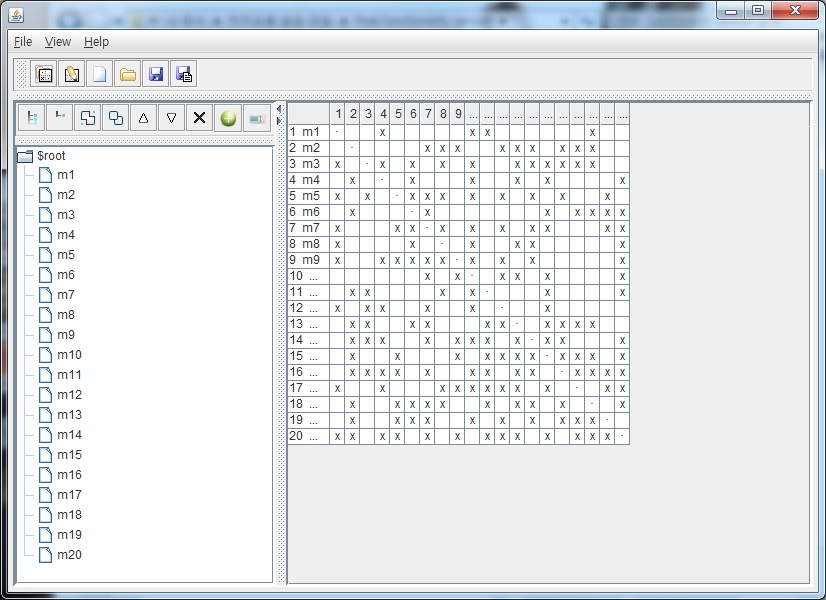 File View Help
1 2 3 4 5 6 7 8 9 ... ... ... ... ... ... ... ... ... ... ...
1 m1 . x x x x
2 m2 . x x x x x x x x x
3 m3 x . x x x x x x x x x x
4 m4 x . x x x x x
5 m5 x x . x x x x x x x x
6 m6 x . x x x x x x
7 m7 x x x . x x x x x x x
8 m8 x x . x x x x
9 m9 x x x x x x . x x x x
10 ... x x . x x x x
11 ... x x x x . x x
12 ... x x x x x . x
13 ... x x x x x x . x x x x
14 ... x x x x x x x x . x x x
15 ... x x x x x x x . x x x x
16 ... x x x x x x x x x . x x x x
17 ... x x x x x x x x x . x x
18 ... x x x x x x x x x . x
19 ... x x x x x x x x x x .
20 ... x x x x x x x x x x x x x .
$root
m1
m2
m3
m4
m5
m6
m7
m8
m9
m10
m11
m12
m13
m14
m15
m16
m17
m18
m19
m20